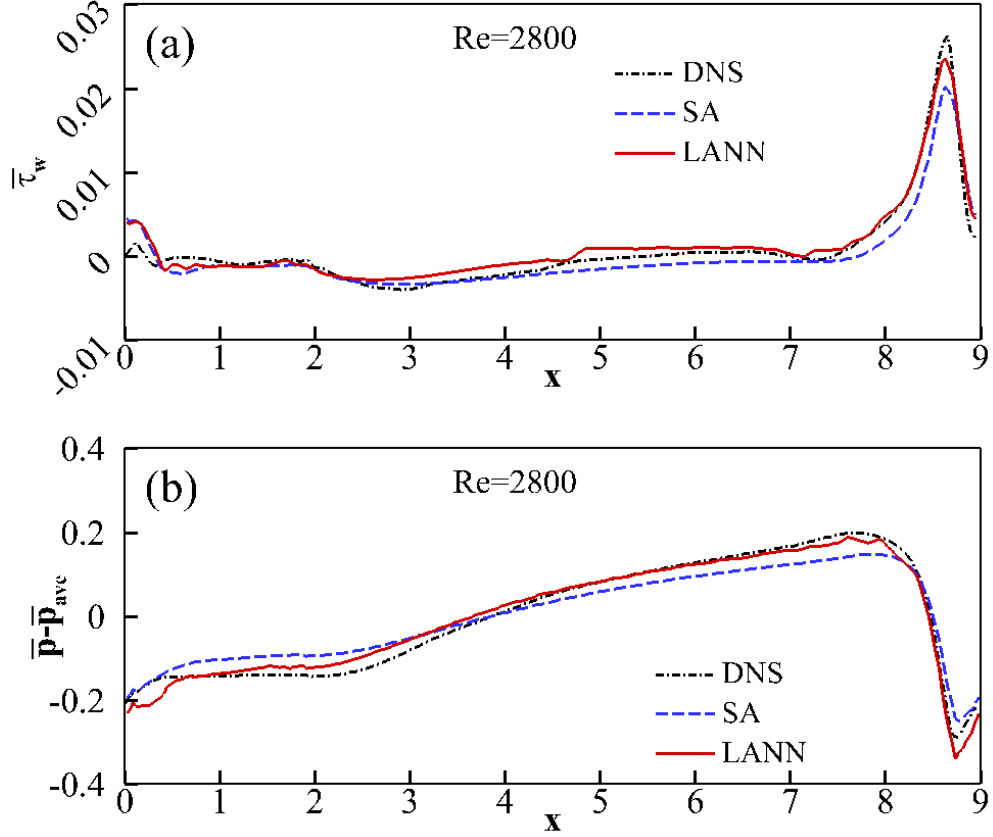 (a)
Re=2800
DNS
SA
LANN
τ̅w
0.03
0.02
0.01
0
-0.01
0 1 2 3 4 5 6 7 8 9
x
(b)
Re=2800
DNS
SA
LANN
p̅-p̅ave
0.4
0.2
0
-0.2
-0.4
0 1 2 3 4 5 6 7 8 9
x